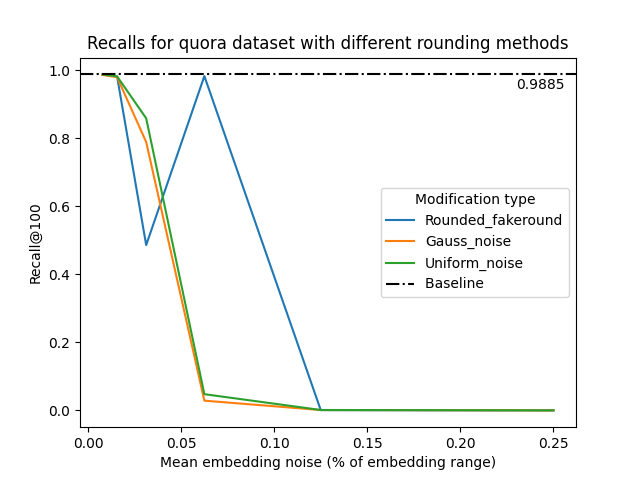 Recalls for quora dataset with different rounding methods
1.0
0.8
0.6
0.4
0.2
0.0
Recall@100
0.9885
Modification type
Rounded_fakeround
Gauss_noise
Uniform_noise
Baseline
0.00 0.05 0.10 0.15 0.20 0.25
Mean embedding noise (% of embedding range)